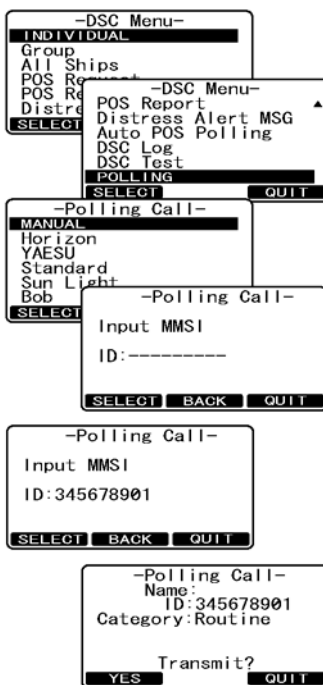 -DSC Menu-
INDIVIDUAL
Group
All Ships
POS
POS
SELECT
-DSC Menu-
POS Report
Distress Alert MSG
Auto POS Polling
DSC Log
DSC Test
POLLING
SELECT QUIT
-Polling Call-
MANUAL
Horizon
YAESU
Standard
Sun Light
Bob
SELECT
-Polling Call-
Input MMSI
ID:---------
SELECT BACK QUIT
-Polling Call-
Input MMSI
ID:345678901
SELECT BACK QUIT
-Polling Call-
Name:
ID:345678901
Category:Routine
Transmit?
YES QUIT